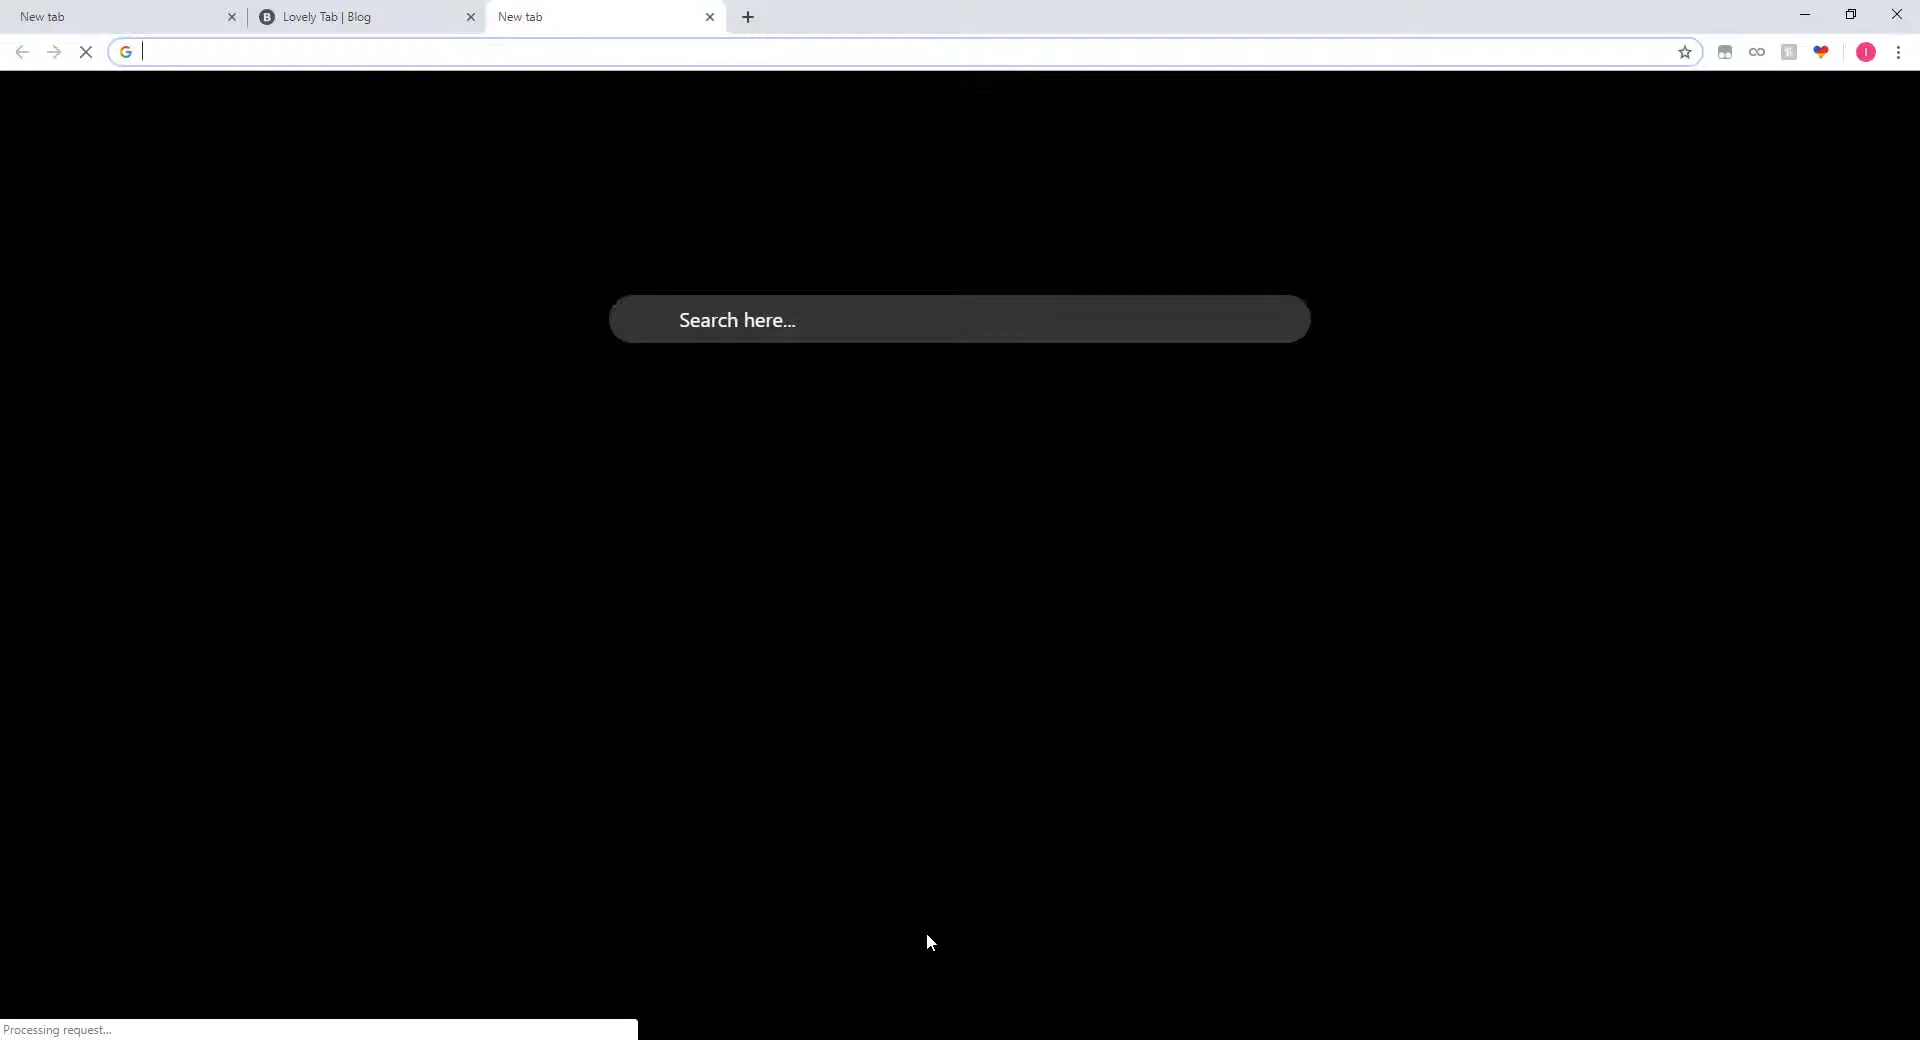 New tab
Lovely Tab | Blog
New tab
Search here...
Processing request...